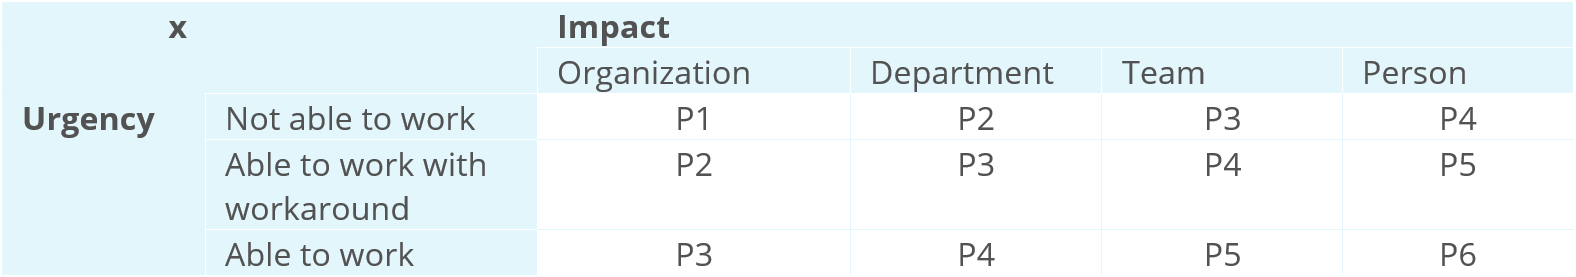 x Impact
Organization Department Team Person
Urgency Not able to work P1 P2 P3 P4
Able to work with P2 P3 P4 P5
workaround
Able to work P3 P4 P5 P6